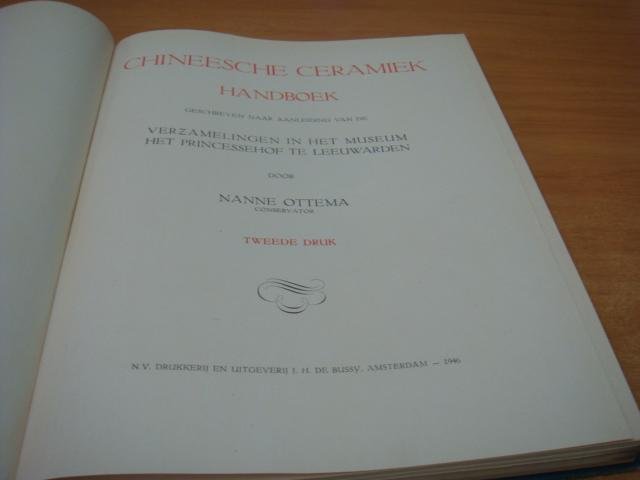 CHINEESCHE CERAMIEK
HANDBOEK
GESCHREVEN NAAR AANLEIDING VAN DE
VERZAMELINGEN IN HET MUSEUM
HET PRINCESSEHOF TE LEEUWARDEN
DOOR
NANNE OTTEMA
CONSERVATOR
TWEEDE DRUK
N.V. DRUKKERIJ EN UITGEVERIJ J. H. DE BUSSY, AMSTERDAM — 1946